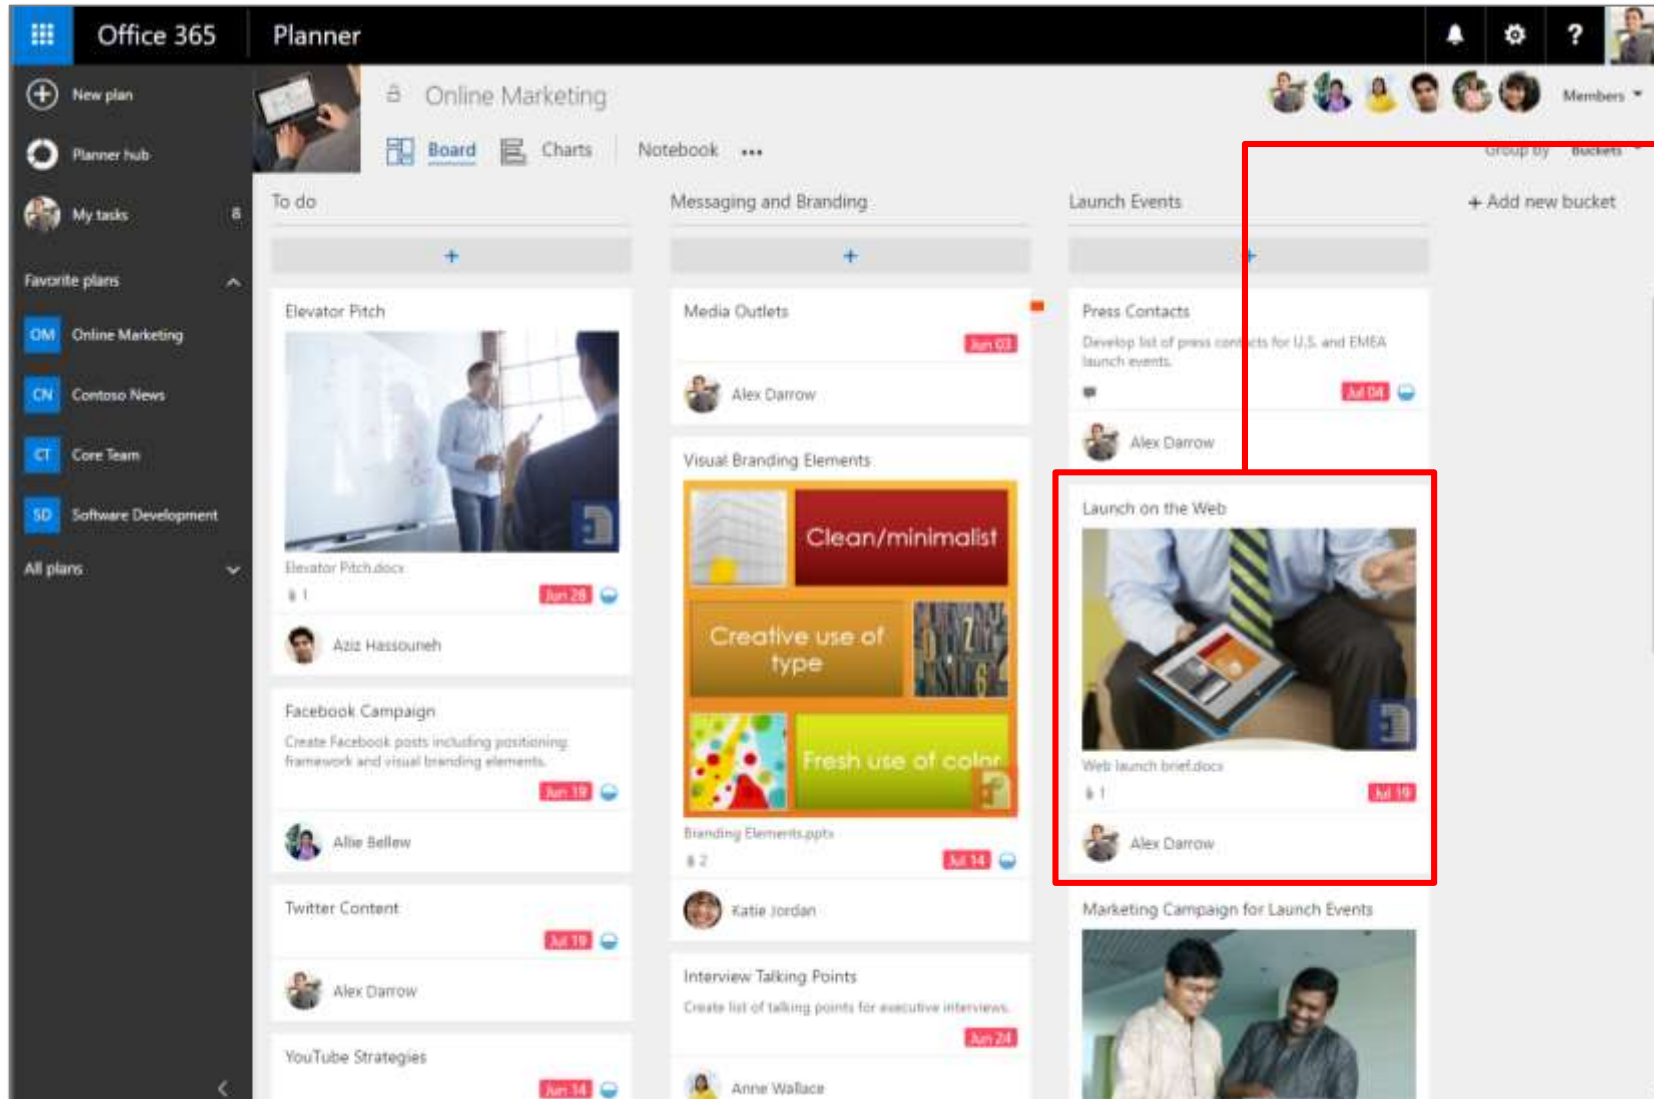 Office 365
Planner
?
New plan
Planner hub
My tasks
Favorite plans
OM Online Marketing
CN Contoso News
CT Core Team
SD Software Development
All plans
Online Marketing
Members
Board
Charts
Notebook
Group by Buckets
To do
+
Elevator Pitch
Elevator Pitch.docx
1
Jun 28
Aziz Hassouneh
Facebook Campaign
Create Facebook posts including positioning
framework and visual branding elements.
Jun 19
Allie Bellew
Twitter Content
Jul 19
Alex Darrow
YouTube Strategies
Jun 14
Messaging and Branding
+
Media Outlets
Jun 03
Alex Darrow
Visual Branding Elements
Clean/minimalist
Creative use of
type
Fresh use of color
Branding Elements.pptx
2
Jul 14
Katie Jordan
Interview Talking Points
Create list of talking points for executive interviews.
Jun 24
Anne Wallace
Launch Events
+
Press Contacts
Develop list of press contacts for U.S. and EMEA
launch events.
Jul 04
Alex Darrow
Launch on the Web
Web launch brief.docx
1
Jul 19
Alex Darrow
Marketing Campaign for Launch Events
+ Add new bucket